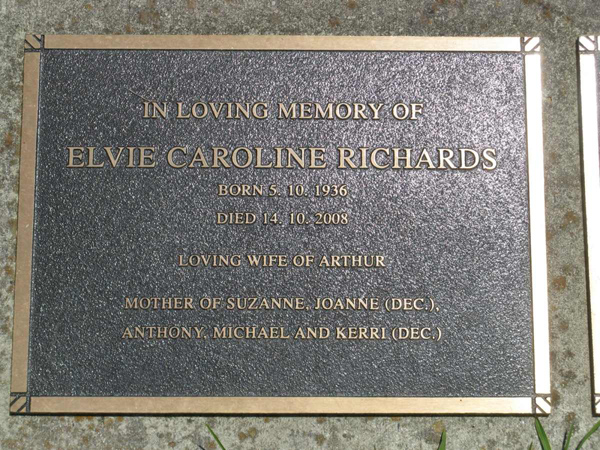 IN LOVING MEMORY OF
ELVIE CAROLINE RICHARDS
BORN 5. 10. 1936
DIED 14. 10. 2008
LOVING WIFE OF ARTHUR
MOTHER OF SUZANNE, JOANNE (DEC.),
ANTHONY, MICHAEL AND KERRI (DEC.)